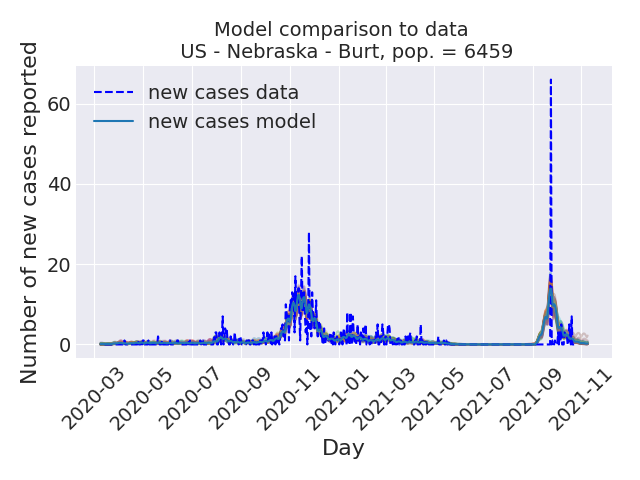 Model comparison to data
US - Nebraska - Burt, pop. = 6459
new cases data
new cases model
Number of new cases reported
60
40
20
0
2020-03
2020-05
2020-07
2020-09
2020-11
2021-01
2021-03
2021-05
2021-07
2021-09
2021-11
Day